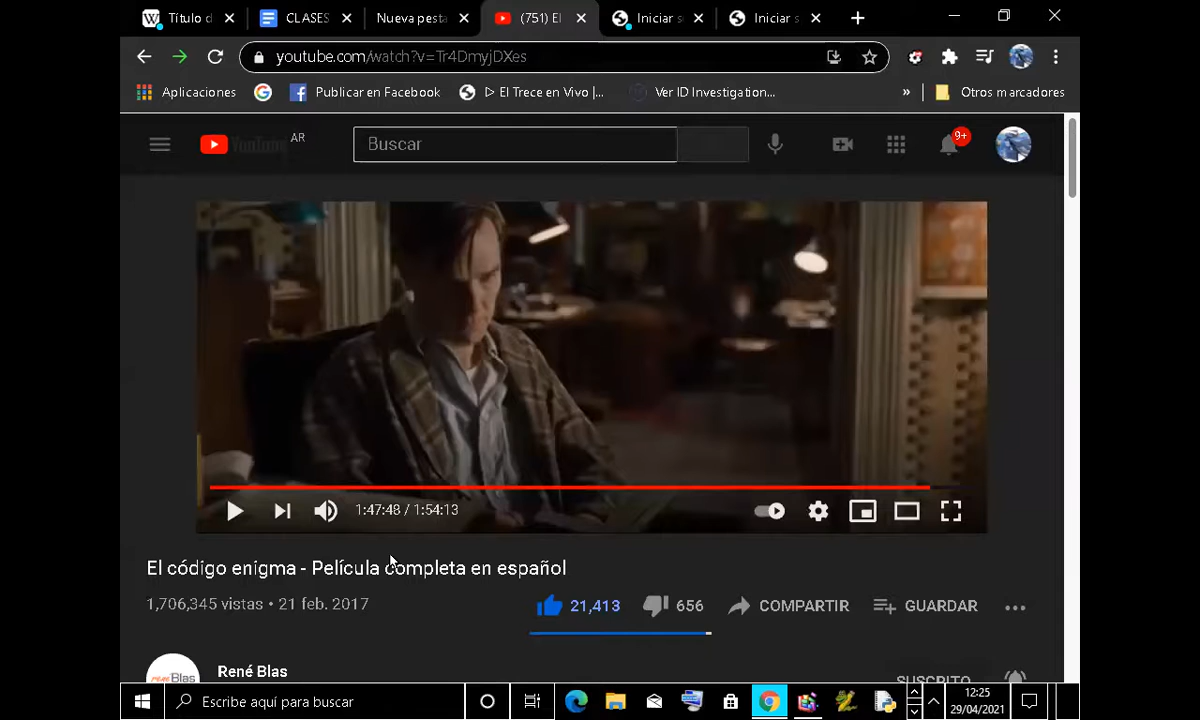 Título d
CLASES
Nueva pesta
(751) El
Iniciar s
Iniciar s
youtube.com/watch?v=Tr4DmyjDXes
Aplicaciones
Publicar en Facebook
▷ El Trece en Vivo |...
Ver ID Investigation...
»
Otros marcadores
YouTube AR
Buscar
9+
1:47:48 / 1:54:13
El código enigma - Película completa en español
1,706,345 vistas • 21 feb. 2017
21,413
656
COMPARTIR
GUARDAR
René Blas
SUSCRITO
Escribe aquí para buscar
12:25
29/04/2021